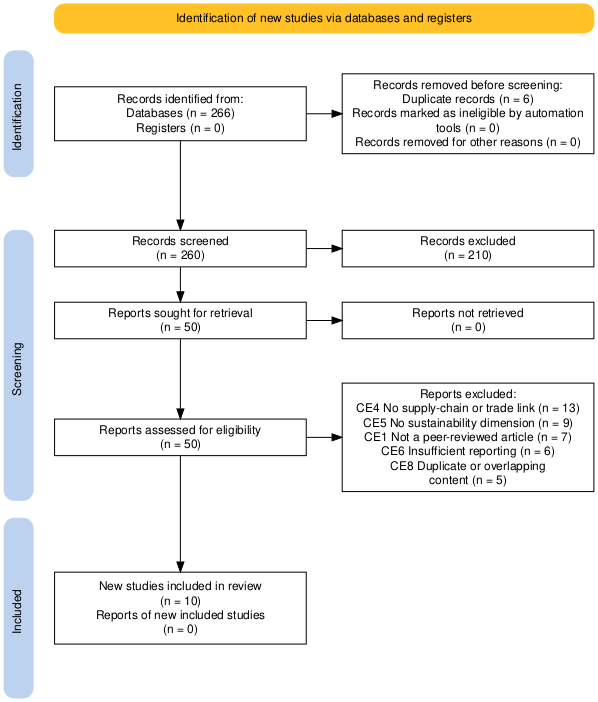 Identification of new studies via databases and registers
Identification
Records identified from:
Databases (n = 266)
Registers (n = 0)
Records removed before screening:
Duplicate records (n = 6)
Records marked as ineligible by automation
tools (n = 0)
Records removed for other reasons (n = 0)
Screening
Records screened
(n = 260)
Records excluded
(n = 210)
Reports sought for retrieval
(n = 50)
Reports not retrieved
(n = 0)
Reports assessed for eligibility
(n = 50)
Reports excluded:
CE4 No supply-chain or trade link (n = 13)
CE5 No sustainability dimension (n = 9)
CE1 Not a peer-reviewed article (n = 7)
CE6 Insufficient reporting (n = 6)
CE8 Duplicate or overlapping
content (n = 5)
Included
New studies included in review
(n = 10)
Reports of new included studies
(n = 0)